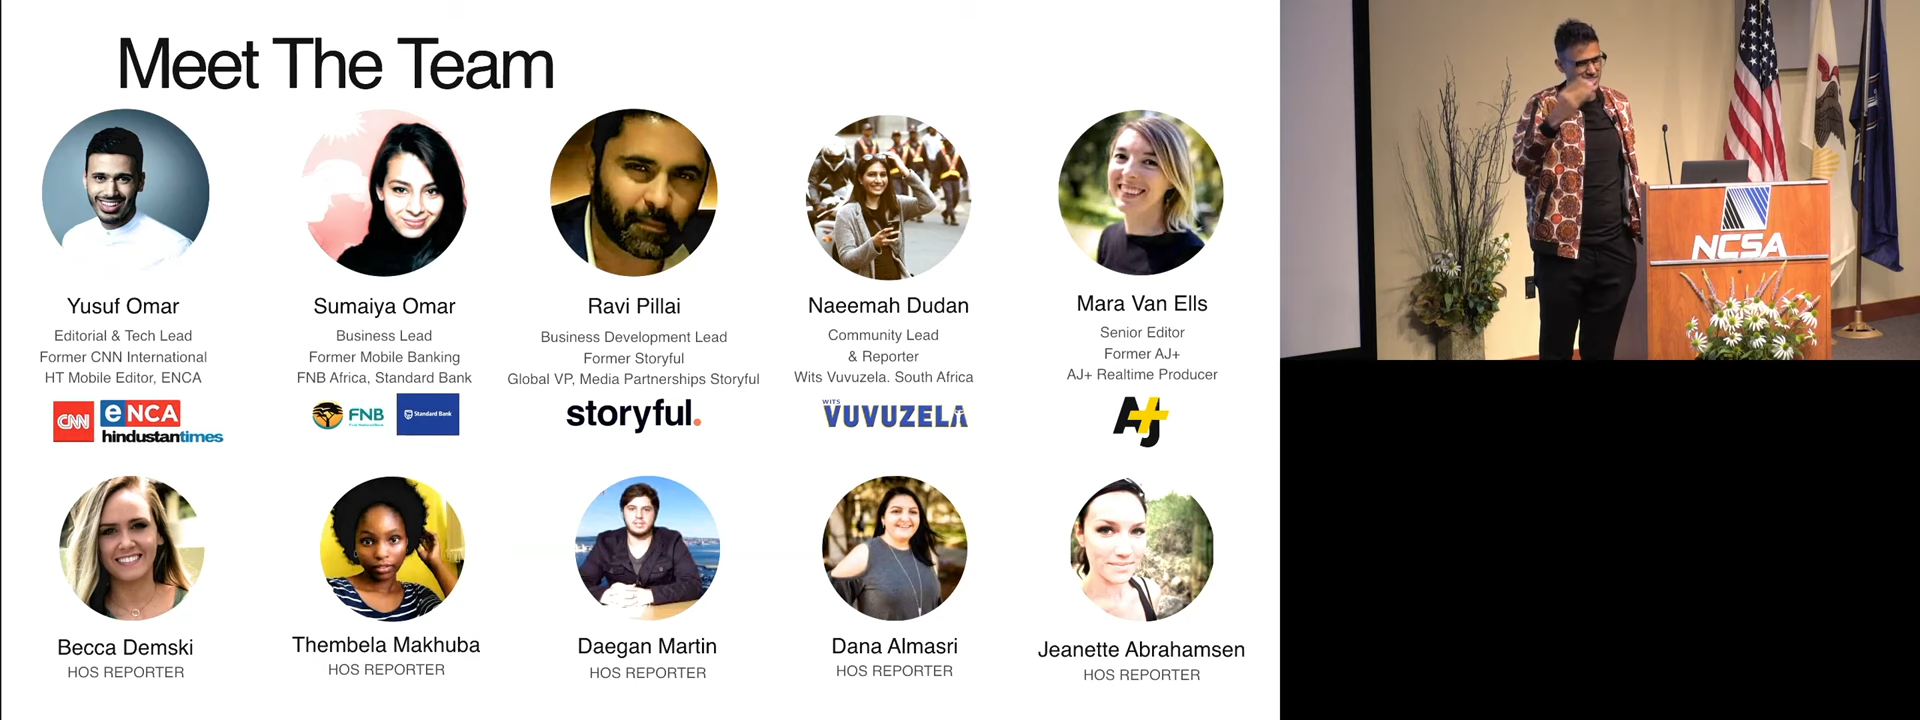 Meet The Team
Yusuf Omar
Editorial & Tech Lead
Former CNN International
HT Mobile Editor, ENCA
CNN
eNCA
hindustantimes
Sumaiya Omar
Business Lead
Former Mobile Banking
FNB Africa, Standard Bank
FNB
First National Bank
Standard Bank
Ravi Pillai
Business Development Lead
Former Storyful
Global VP, Media Partnerships Storyful
storyful.
Naeemah Dudan
Community Lead
& Reporter
Wits Vuvuzela. South Africa
WITS
VUVUZELA
Mara Van Ells
Senior Editor
Former AJ+
AJ+ Realtime Producer
AJ+
Becca Demski
HOS REPORTER
Thembela Makhuba
HOS REPORTER
Daegan Martin
HOS REPORTER
Dana Almasri
HOS REPORTER
Jeanette Abrahamsen
HOS REPORTER
NCSA